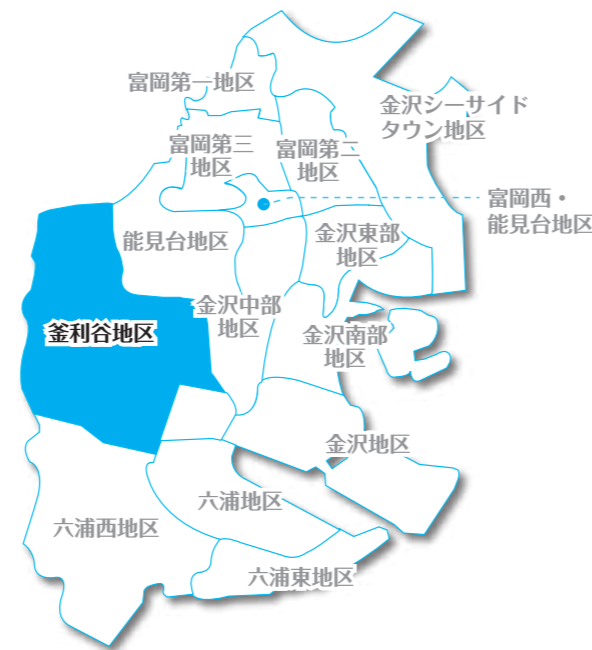 富岡第一地区
金沢シーサイド
タウン地区
富岡第三
地区
富岡第二
地区
富岡西・
能見台地区
能見台地区
金沢東部
地区
金沢中部
地区
釜利谷地区
金沢南部
地区
金沢地区
六浦地区
六浦西地区
六浦東地区